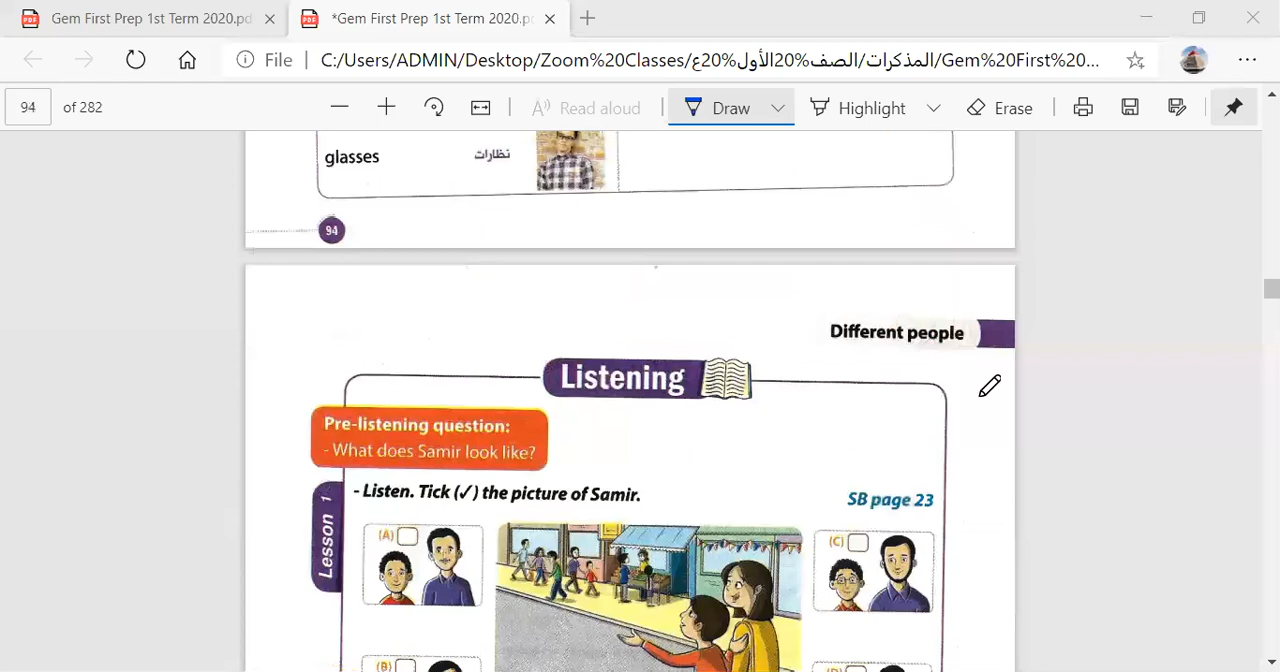 Gem First Prep 1st Term 2020.pd
*Gem First Prep 1st Term 2020.p
File
C:/Users/ADMIN/Desktop/Zoom%20Classes/المذكرات/الصف%20الأول%20ع/Gem%20First%20...
94
of 282
Read aloud
Draw
Highlight
Erase
glasses
نظارات
94
Different people
Listening
Pre-listening question:
- What does Samir look like?
- Listen. Tick (✓) the picture of Samir.
SB page 23
Lesson 1
(A)
(C)
(B)